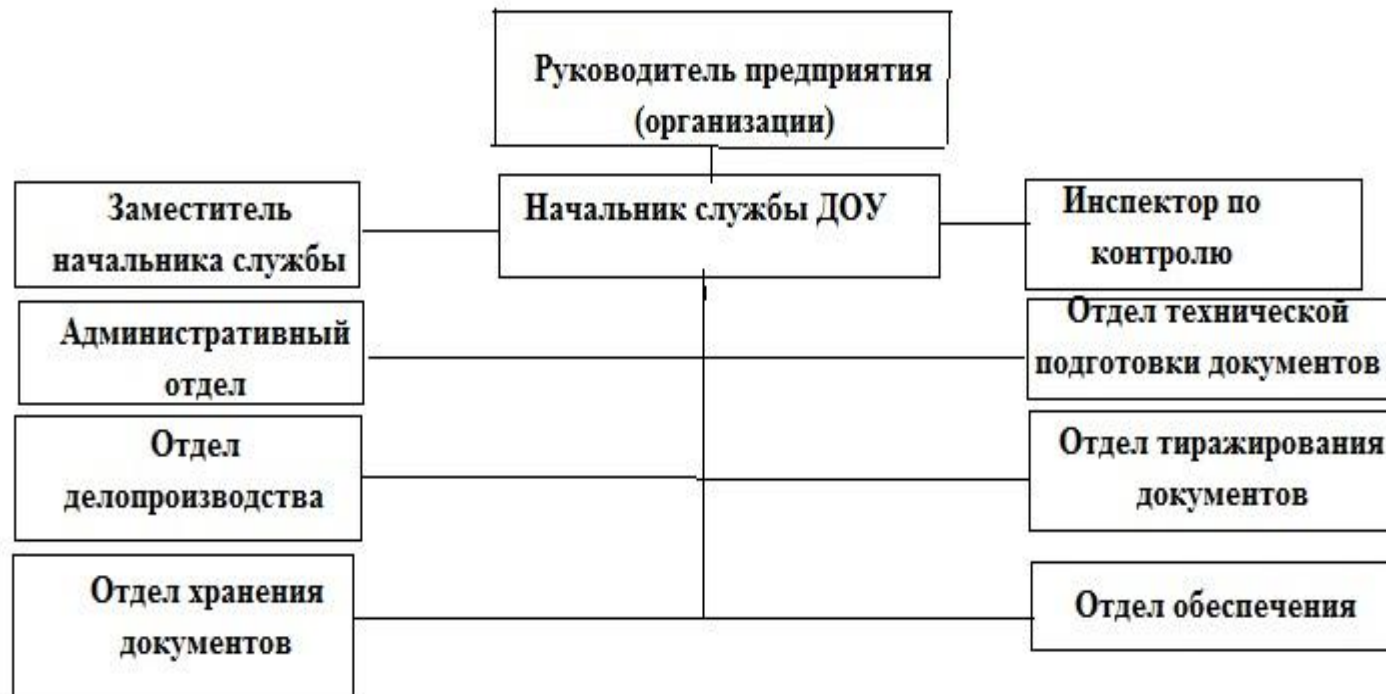 Руководитель предприятия
(организации)
Заместитель
начальника службы
Начальник службы ДОУ
Инспектор по
контролю
Административный
отдел
Отдел технической
подготовки документов
Отдел
делопроизводства
Отдел тиражирования
документов
Отдел хранения
документов
Отдел обеспечения